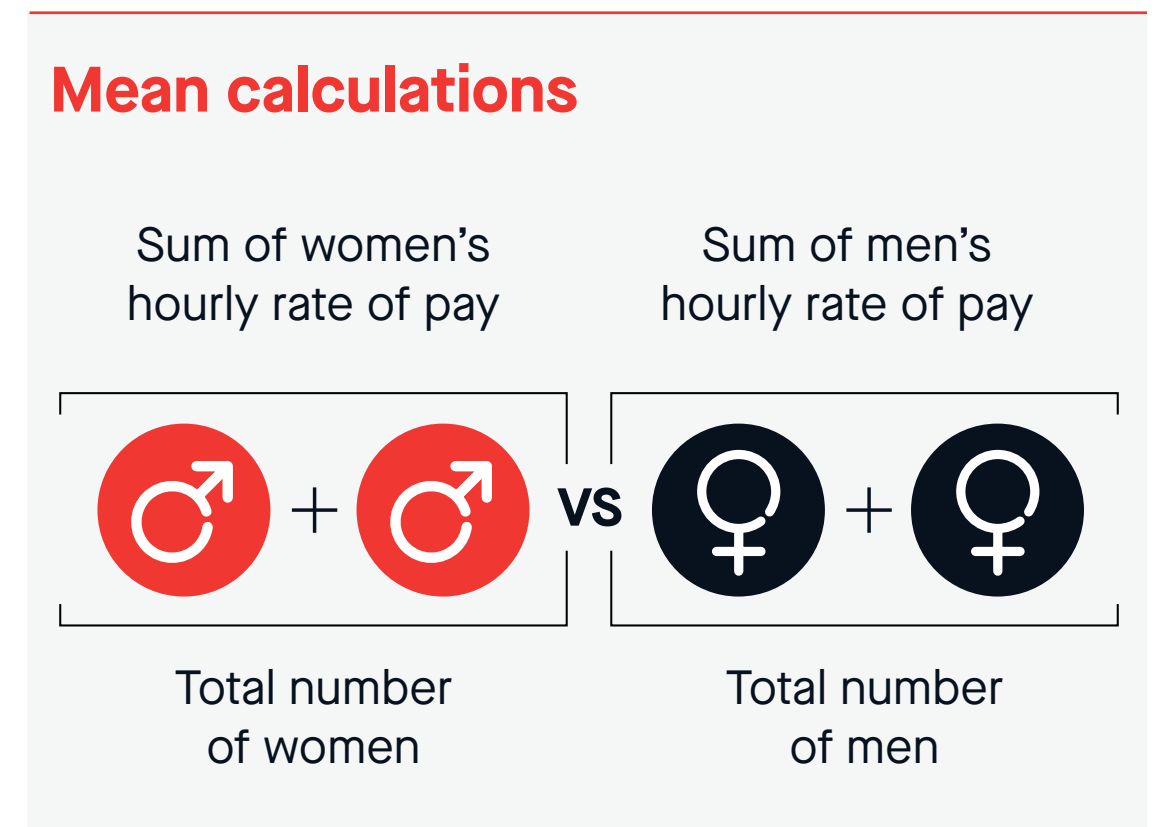 Mean calculations
Sum of women’s
hourly rate of pay
Sum of men’s
hourly rate of pay
+
vs
+
Total number
of women
Total number
of men